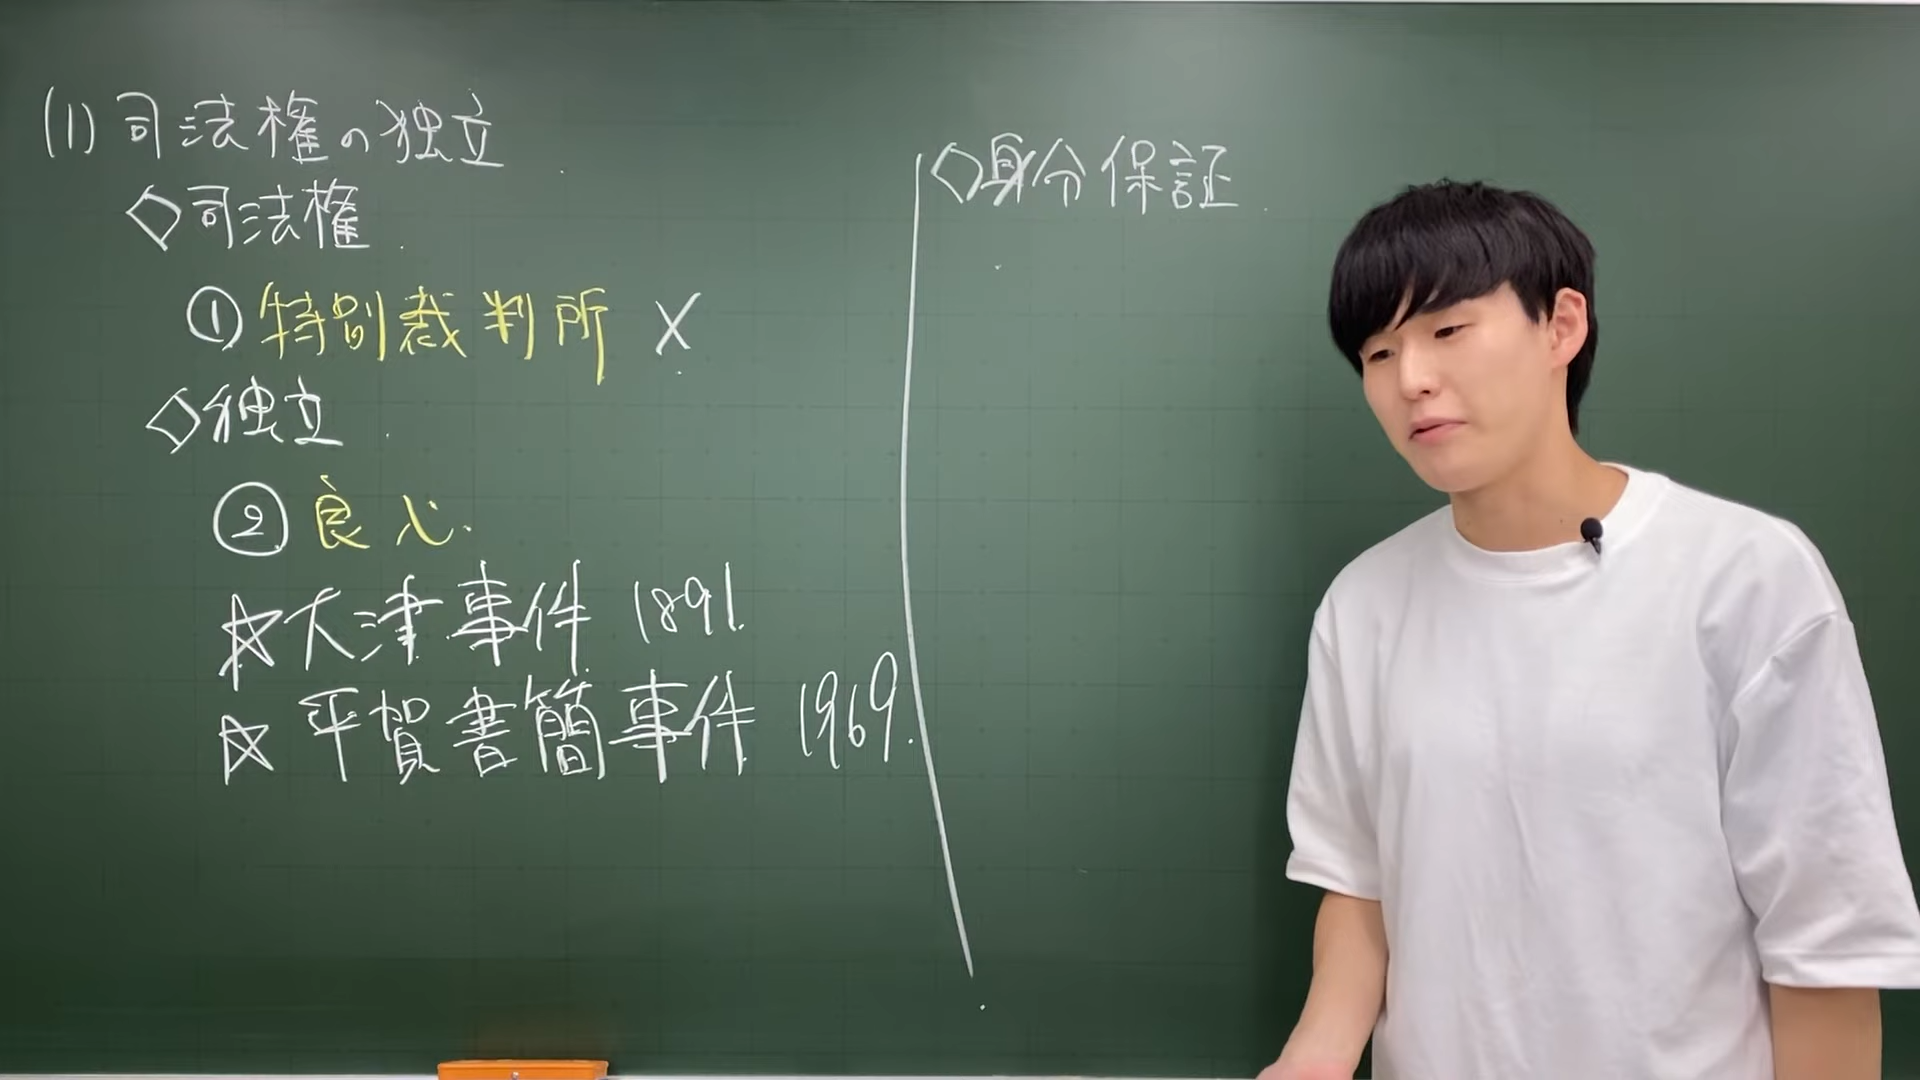 (1) 司法権の独立
◇司法権
① 特別裁判所 ×
◇独立
② 良心
☆大津事件 1891.
☆平賀書簡事件 1969.
◇身分保証